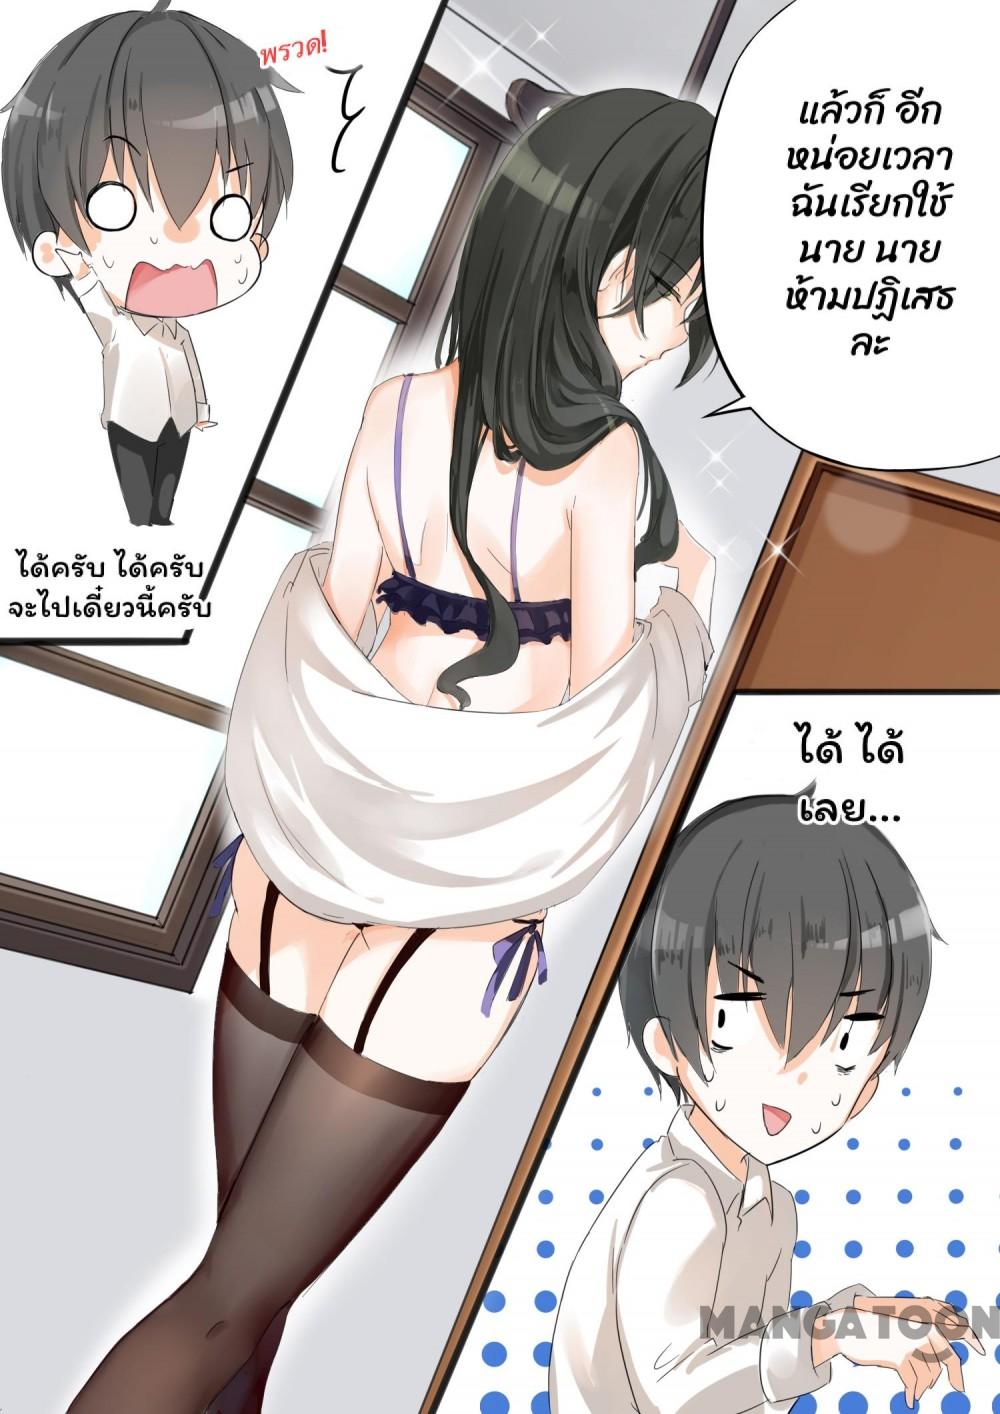 พรวด!
ได้ครับ ได้ครับ
จะไปเดี๋ยวนี้ครับ
แล้วก็ อีก
หน่อยเวลา
ฉันเรียกใช้
นาย นาย
ห้ามปฏิเสธ
ละ
ได้ ได้
เลย...
MANGATOON